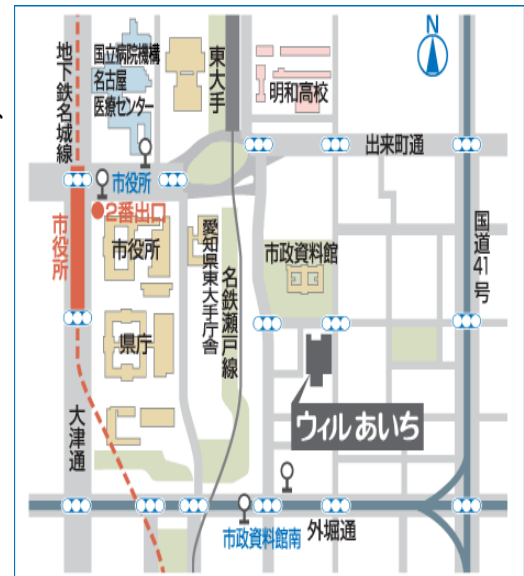 、
N
地下鉄名城線
国立病院機構
名古屋
医療センター
東大手
明和高校
出来町通
市役所
2番出口
市役所
市役所
愛知県東大手庁舎
名鉄瀬戸線
市政資料館
国道41号
県庁
大津通
ウィルあいち
市政資料館南
外堀通